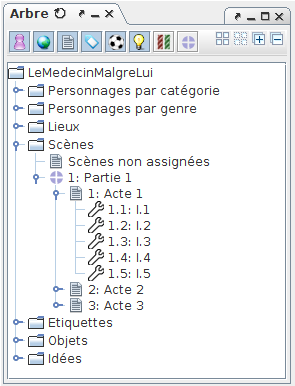 Arbre
LeMedecinMalgreLui
Personnages par catégorie
Personnages par genre
Lieux
Scènes
Scènes non assignées
1: Partie 1
1: Acte 1
1.1: I.1
1.2: I.2
1.3: I.3
1.4: I.4
1.5: I.5
2: Acte 2
3: Acte 3
Etiquettes
Objets
Idées